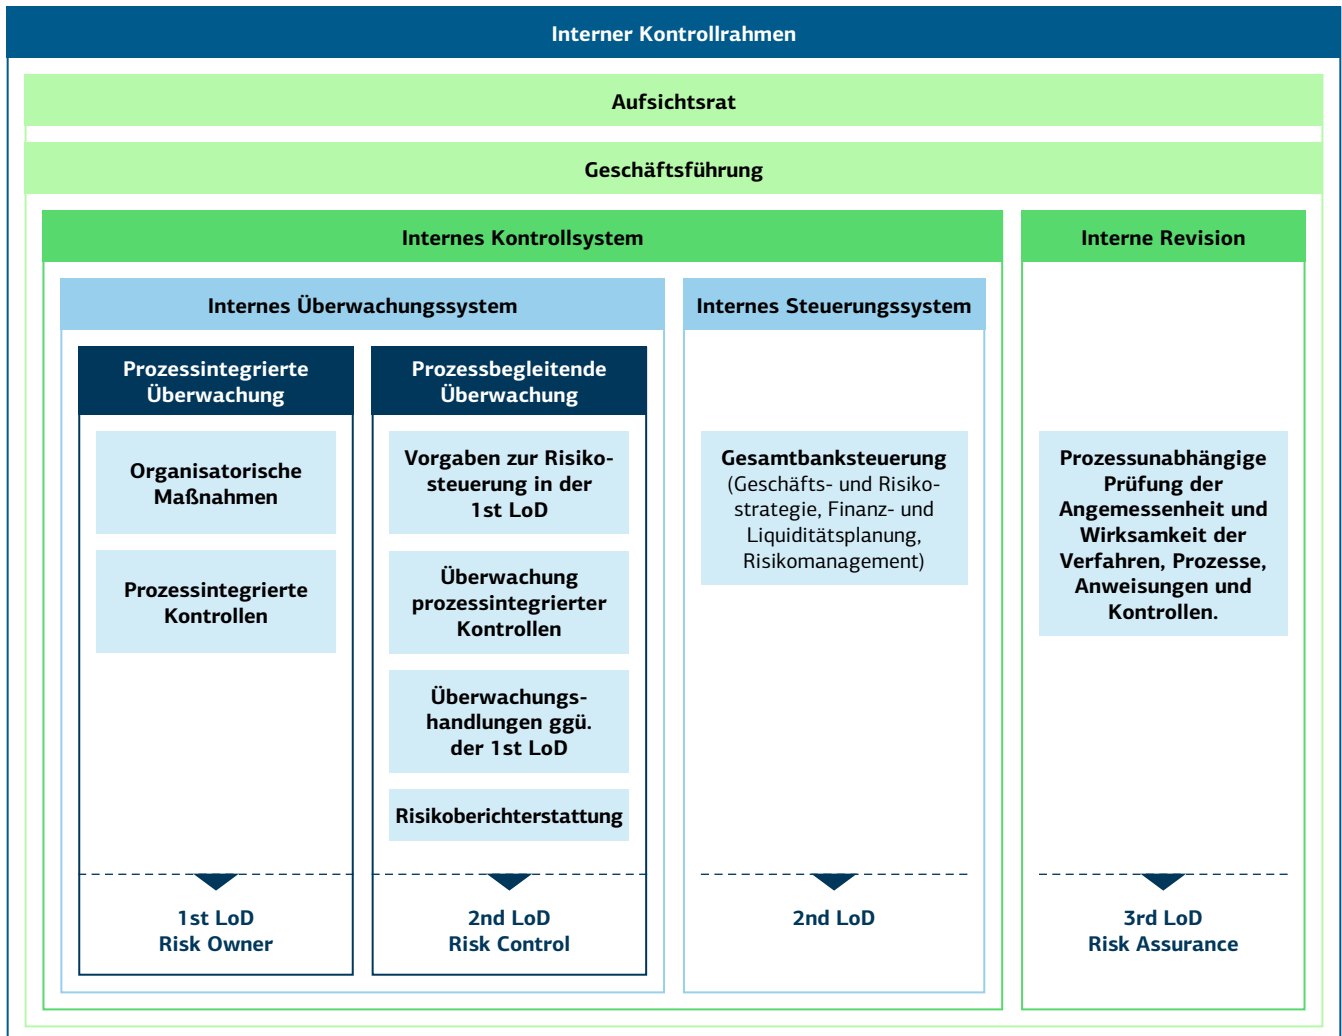 Interner Kontrollrahmen
Aufsichtsrat
Geschäftsführung
Internes Kontrollsystem
Interne Revision
Internes Überwachungssystem
Internes Steuerungssystem
Prozessintegrierte
Überwachung
Prozessbegleitende
Überwachung
Organisatorische
Maßnahmen
Prozessintegrierte
Kontrollen
Vorgaben zur Risiko-
steuerung in der
1st LoD
Überwachung
prozessintegrierter
Kontrollen
Überwachungs-
handlungen ggü.
der 1st LoD
Risikoberichterstattung
Gesamtbanksteuerung
(Geschäfts- und Risiko-
strategie, Finanz- und
Liquiditätsplanung,
Risikomanagement)
Prozessunabhängige
Prüfung der
Angemessenheit und
Wirksamkeit der
Verfahren, Prozesse,
Anweisungen und
Kontrollen.
1st LoD
Risk Owner
2nd LoD
Risk Control
2nd LoD
3rd LoD
Risk Assurance